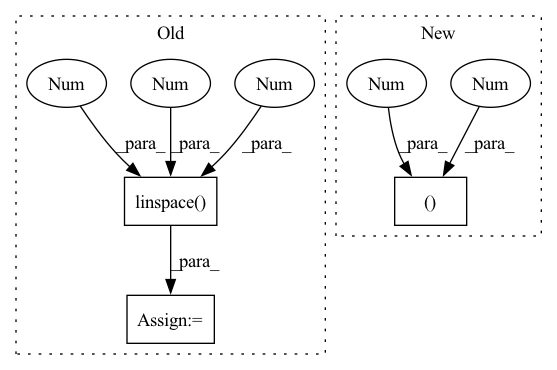 Old
New
Num
Num
Num
Num
Num
_para_
_para_
_para_
_para_
_para_
linspace()
()
_para_
Assign:=